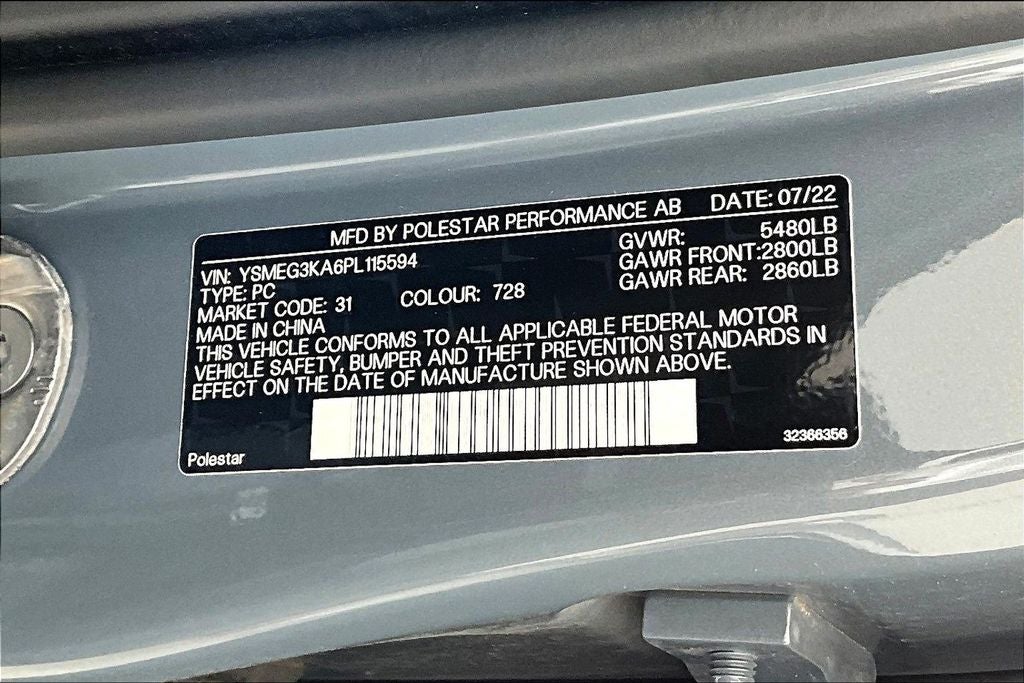 MFD BY POLESTAR PERFORMANCE AB DATE: 07/22
VIN: YSMEG3KA6PL115594
GVWR: 5480LB
TYPE: PC
GAWR FRONT:2800LB
MARKET CODE: 31 COLOUR: 728
GAWR REAR: 2860LB
MADE IN CHINA
THIS VEHICLE CONFORMS TO ALL APPLICABLE FEDERAL MOTOR
VEHICLE SAFETY, BUMPER AND THEFT PREVENTION STANDARDS IN
EFFECT ON THE DATE OF MANUFACTURE SHOWN ABOVE.
Polestar
32366356